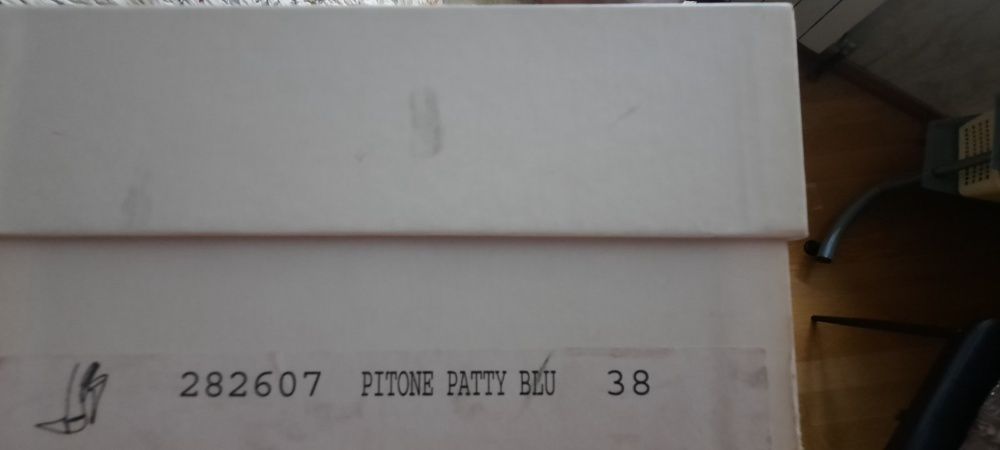 282607 PITONE PATTY BLU 38